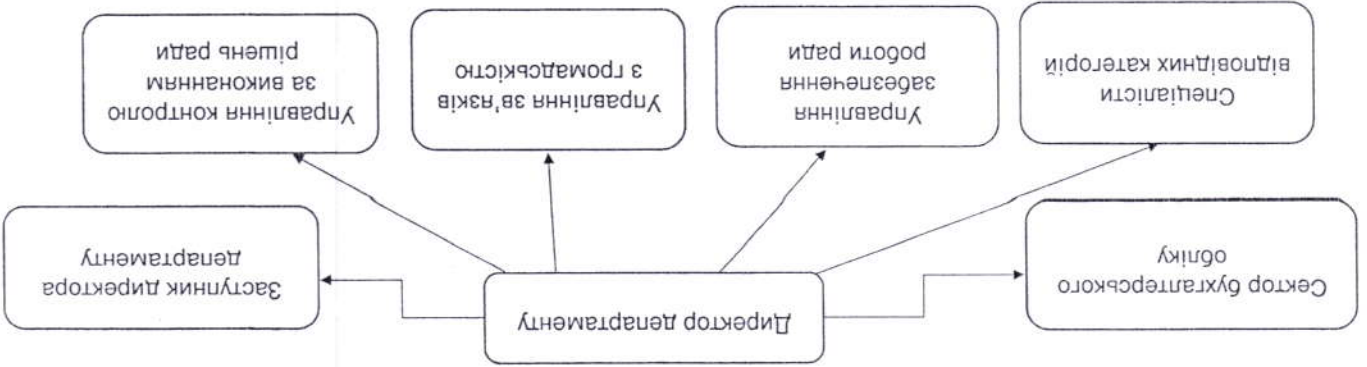 Директор департаменту
Сектор бухгалтерського
обліку
Заступник директора
департаменту
Спеціалісти
відповідних категорій
Управління
забезпечення
роботи ради
Управління зв'язків
з громадськістю
Управління контролю
за виконанням
рішень ради